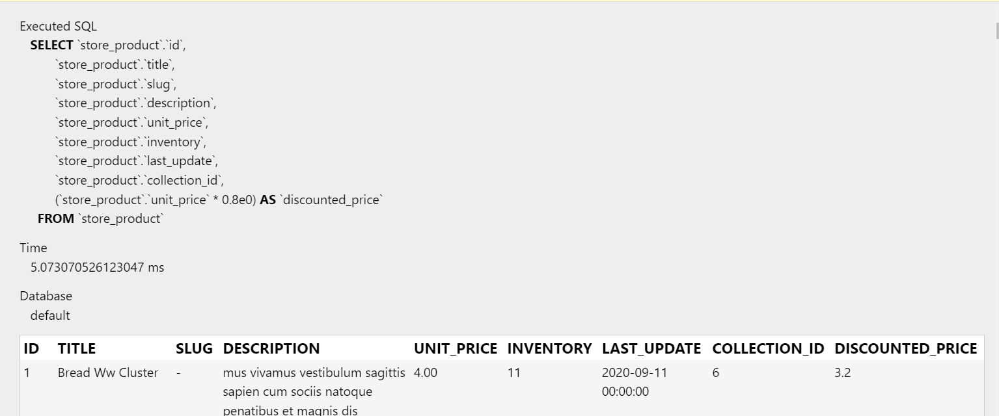 Executed SQL
SELECT `store_product`.`id`,
`store_product`.`title`,
`store_product`.`slug`,
`store_product`.`description`,
`store_product`.`unit_price`,
`store_product`.`inventory`,
`store_product`.`last_update`,
`store_product`.`collection_id`,
(`store_product`.`unit_price` * 0.8e0) AS `discounted_price`
FROM `store_product`
Time
5.073070526123047 ms
Database
default
ID TITLE SLUG DESCRIPTION UNIT_PRICE INVENTORY LAST_UPDATE COLLECTION_ID DISCOUNTED_PRICE
1 Bread Ww Cluster - mus vivamus vestibulum sagittis 4.00 11 2020-09-11 6 3.2
sapien cum sociis natoque 00:00:00
penatibus et magnis dis